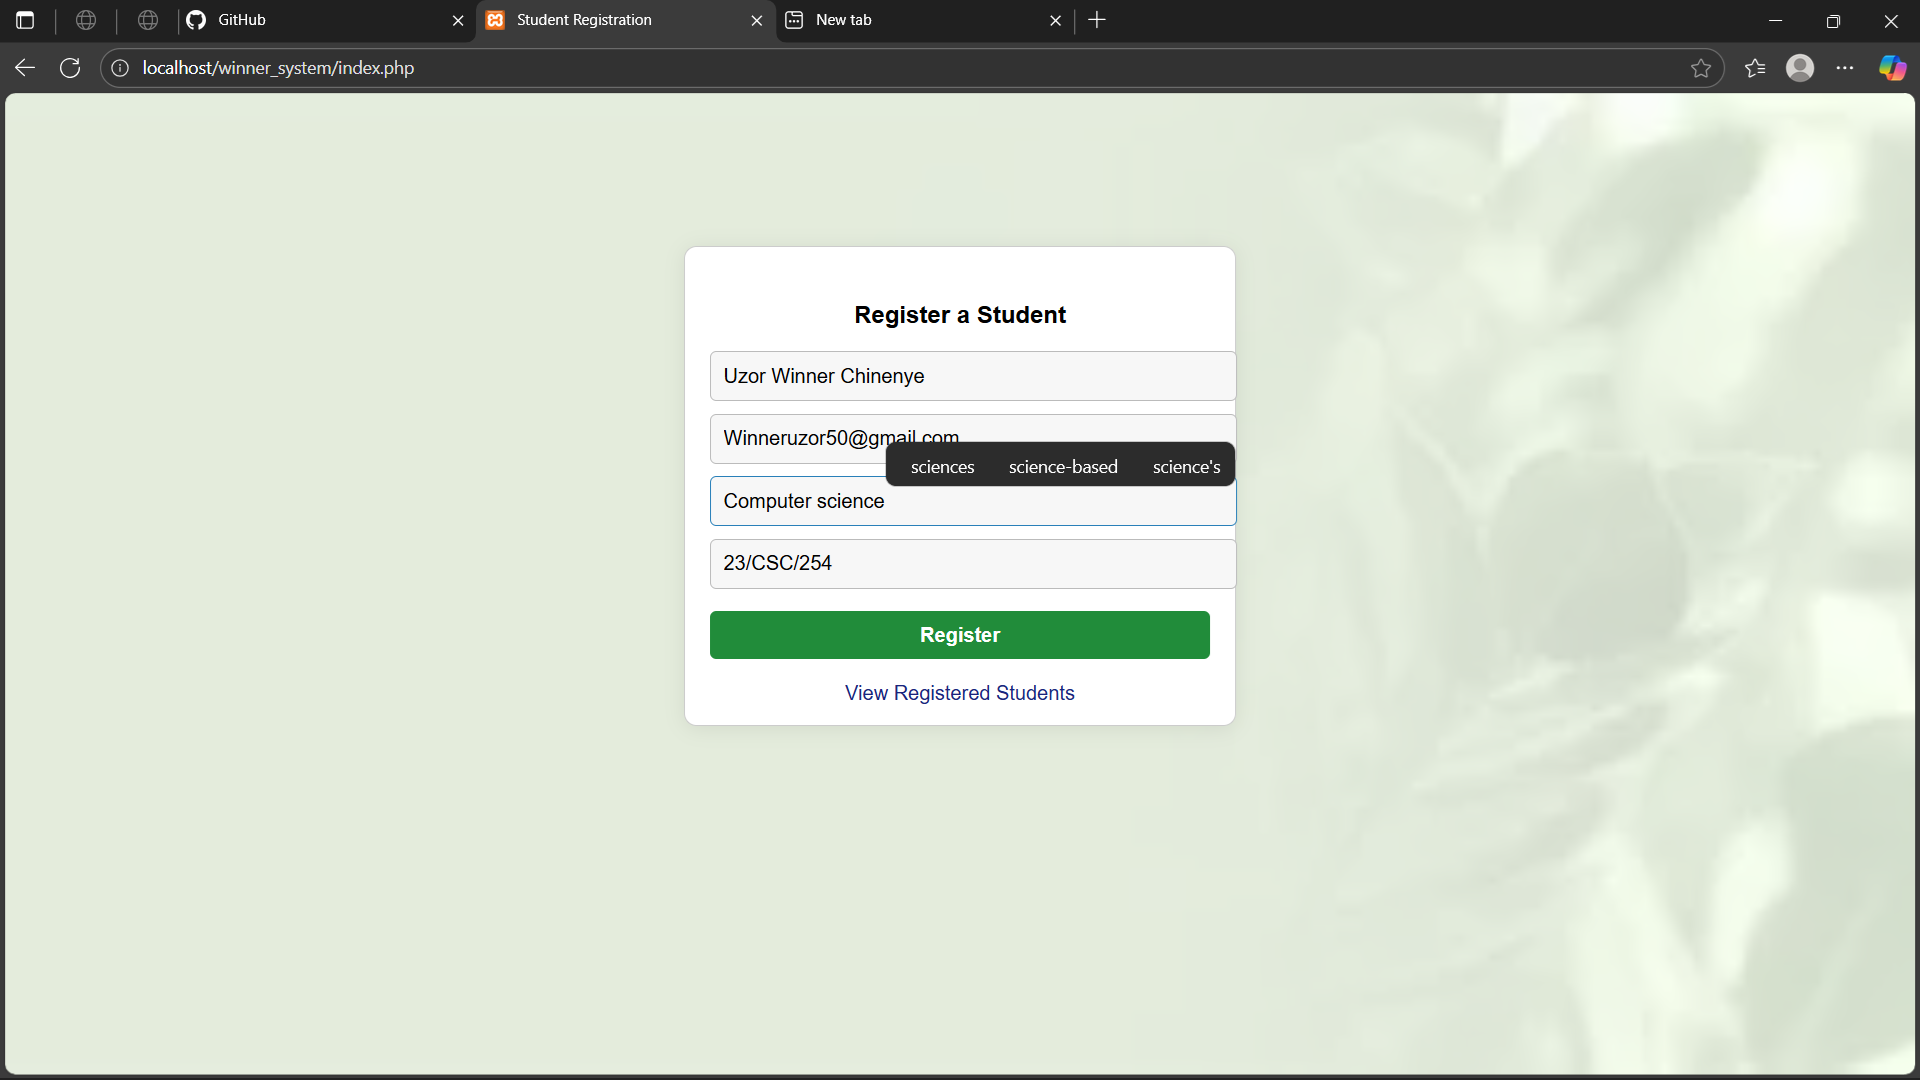 GitHub
Student Registration
New tab
localhost/winner_system/index.php
Register a Student
Uzor Winner Chinenye
Winneruzor50@gmail.com
sciences science-based science's
Computer science
23/CSC/254
Register
View Registered Students